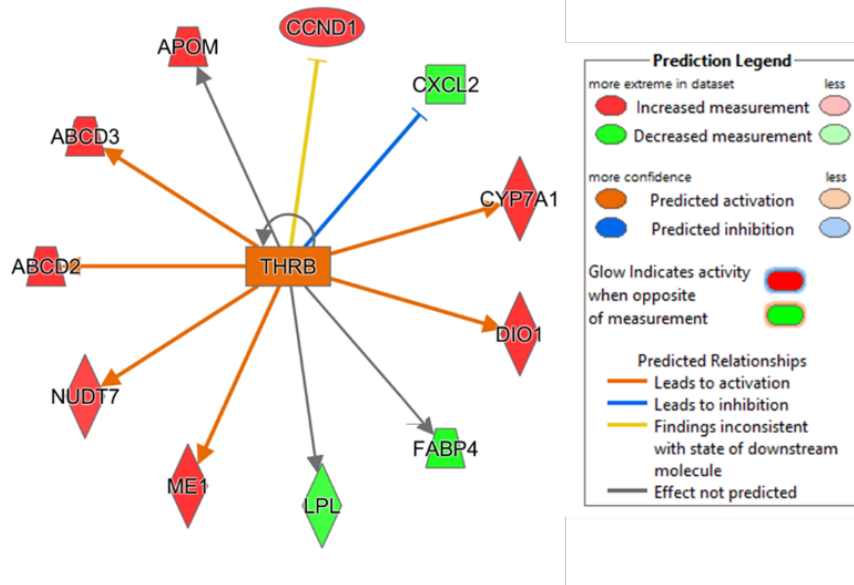 CCND1
APOM
CXCL2
ABCD3
CYP7A1
THRB
ABCD2
DIO1
NUDT7
FABP4
ME1
LPL
Prediction Legend
more extreme in dataset less
Increased measurement
Decreased measurement
more confidence less
Predicted activation
Predicted inhibition
Glow Indicates activity
when opposite
of measurement
Predicted Relationships
Leads to activation
Leads to inhibition
Findings inconsistent
with state of downstream
molecule
Effect not predicted